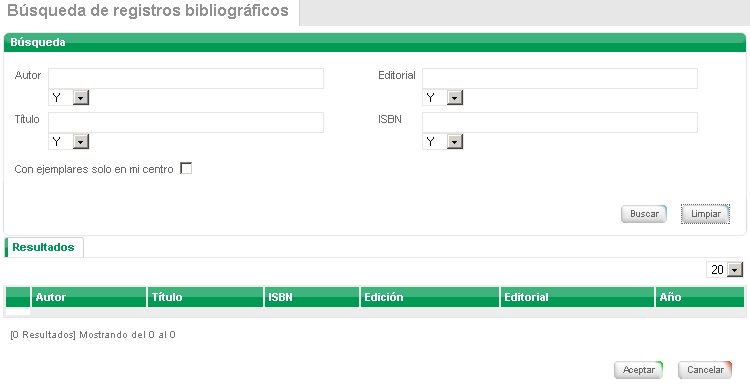 Búsqueda de registros bibliográficos
Búsqueda
Autor Editorial
Y Y
Título ISBN
Y Y
Con ejemplares solo en mi centro
Buscar Limpiar
Resultados
20
Autor Título ISBN Edición Editorial Año
[0 Resultados] Mostrando del 0 al 0
Aceptar Cancelar